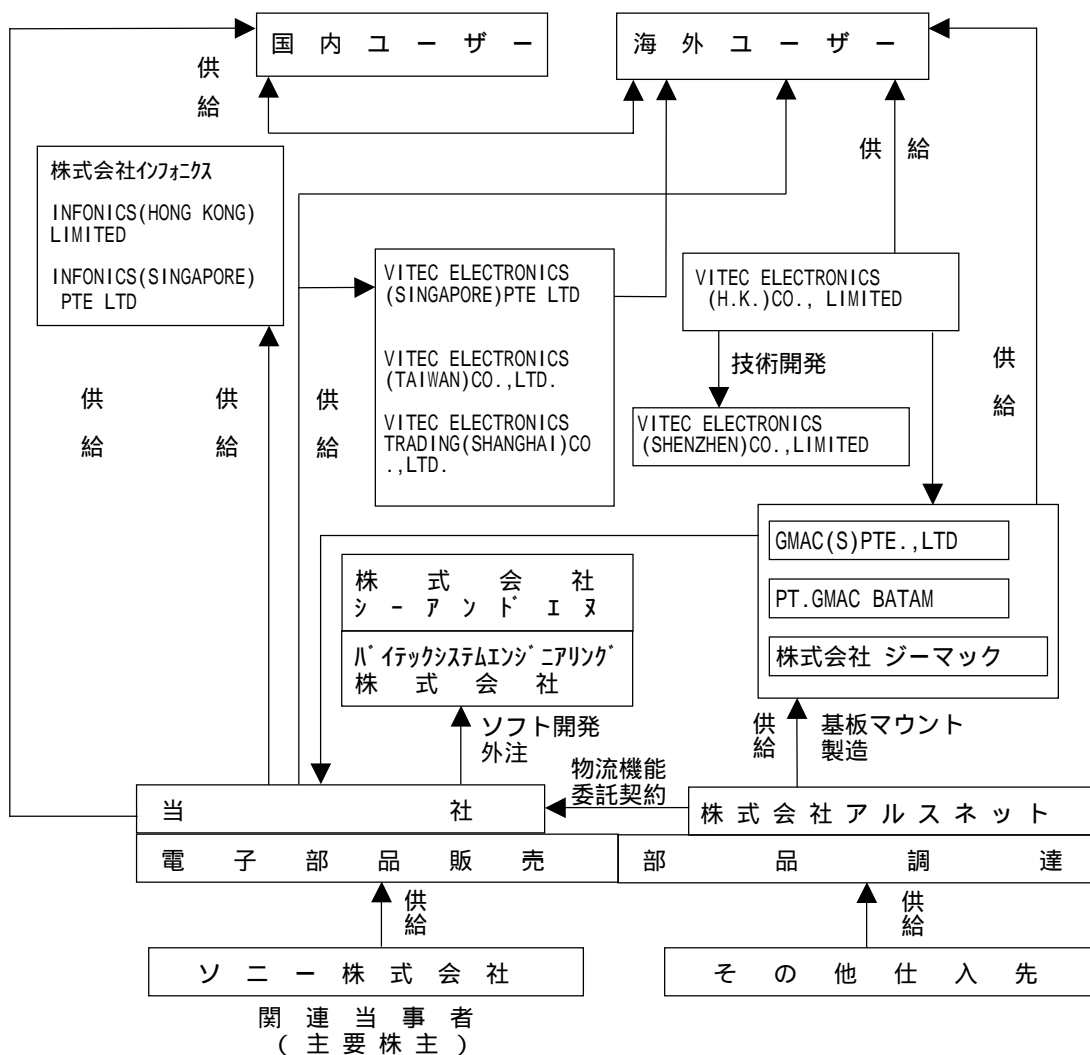 国内ユーザー
海外ユーザー
供
給
供 給
株式会社インフォニクス
INFONICS(HONG KONG)
LIMITED
INFONICS(SINGAPORE)
PTE LTD
VITEC ELECTRONICS
(SINGAPORE)PTE LTD
VITEC ELECTRONICS
(TAIWAN)CO.,LTD.
VITEC ELECTRONICS
TRADING(SHANGHAI)CO
.,LTD.
VITEC ELECTRONICS
(H.K.)CO., LIMITED
技術開発
VITEC ELECTRONICS
(SHENZHEN)CO.,LIMITED
供
給
供
給
供
給
供
給
GMAC(S)PTE.,LTD
PT.GMAC BATAM
株式会社 ジーマック
株式会社
シーアンドエヌ
バイテックシステムエンジニアリング
株式会社
ソフト開発
外注
供
給
基板マウント
製造
物流機能
委託契約
当社
株式会社アルスネット
電子部品販売
部品調達
供
給
供
給
ソニー株式会社
その他仕入先
関連当事者
(主要株主)